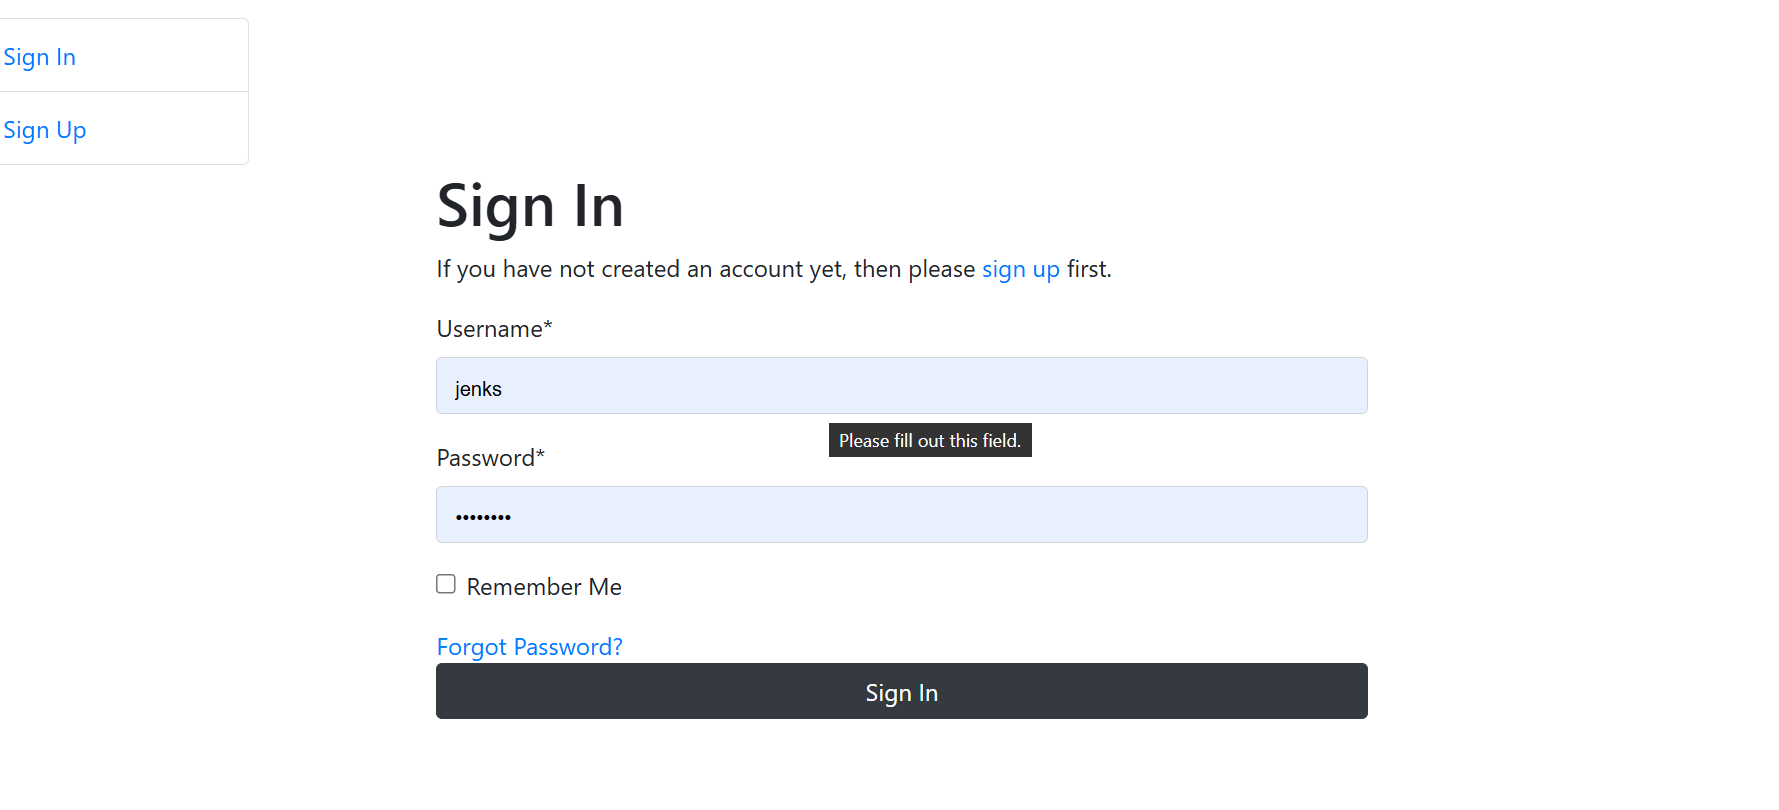 Sign In
Sign Up
Sign In
If you have not created an account yet, then please sign up first.
Username*
jenks
Please fill out this field.
Password*
••••••••
Remember Me
Forgot Password?
Sign In